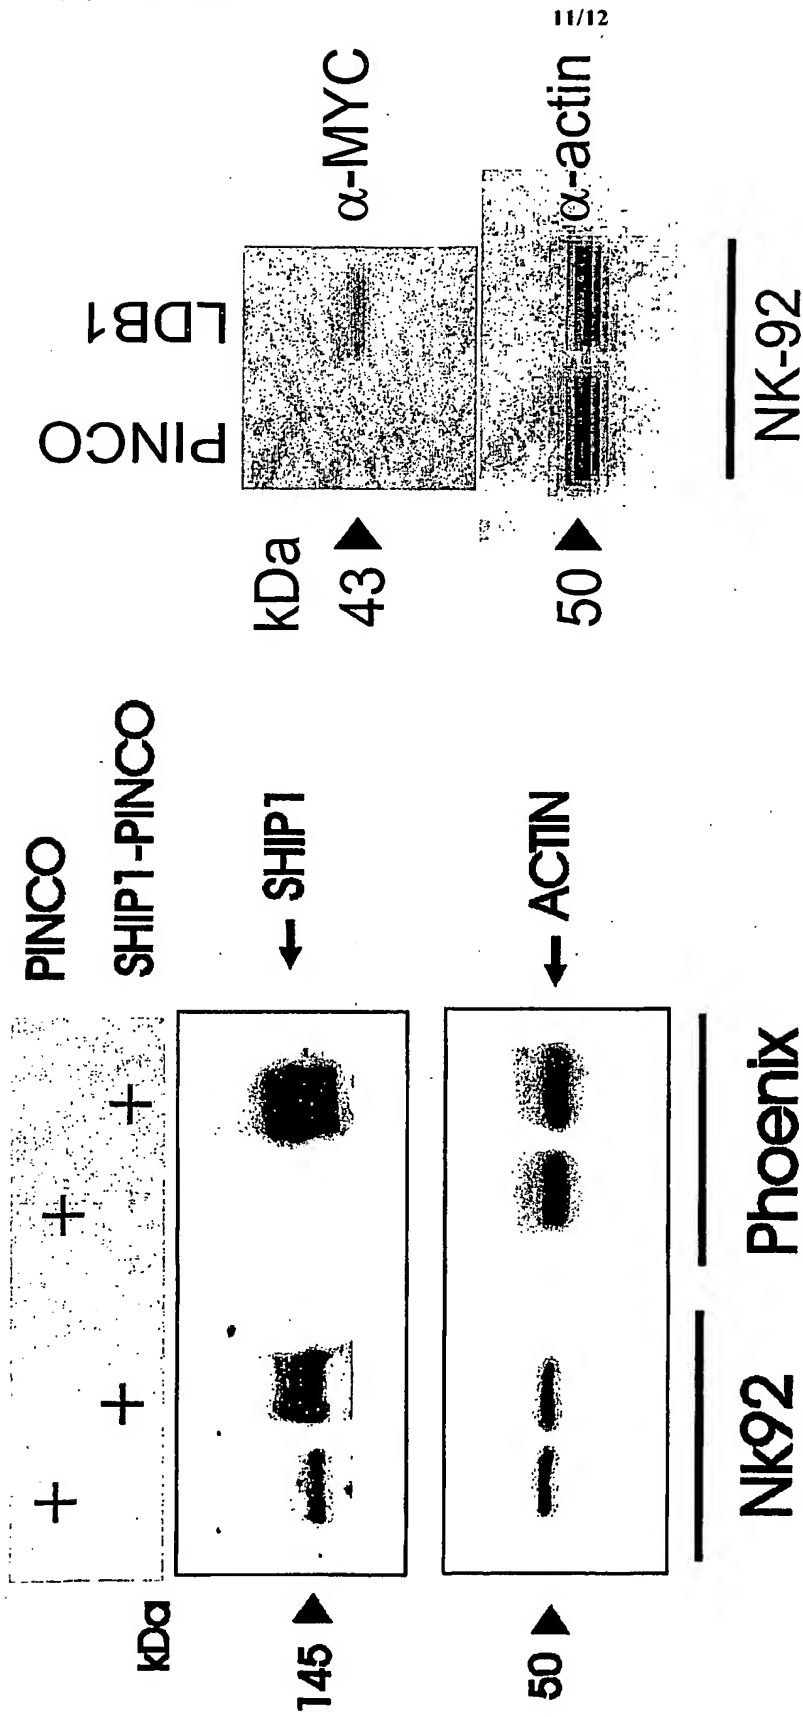 11/12
PINCO
SHIP1-PINCO
+ +
+ +
kDa
145
← SHIP1
50
← ACTIN
Nk92 Phoenix
PINCO LDB1
kDa
43
α-MYC
50
α-actin
NK-92